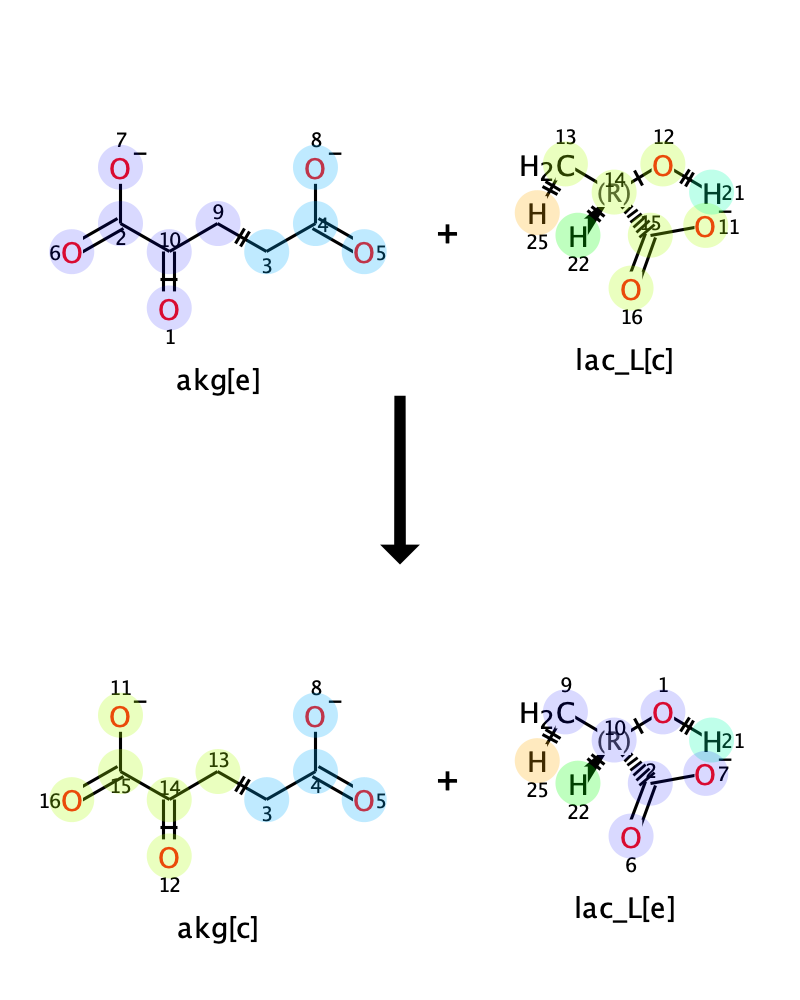 7 8 13 12
O− O− H2C 14 O
(R) H21
6O 2 10 9 3 4 O5 + H H 15 O− 11
25 22
O O
1 16
akg[e] lac_L[c]
11 8 9 1
O− O− H2C 10 O
(R) H21
16O 15 14 13 3 4 O5 + H H 2 O− 7
25 22
O O
12 6
akg[c] lac_L[e]